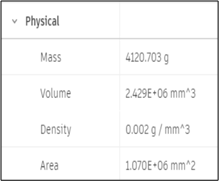 Physical
Mass 4120.703 g
Volume 2.429E+06 mm^3
Density 0.002 g / mm^3
Area 1.070E+06 mm^2